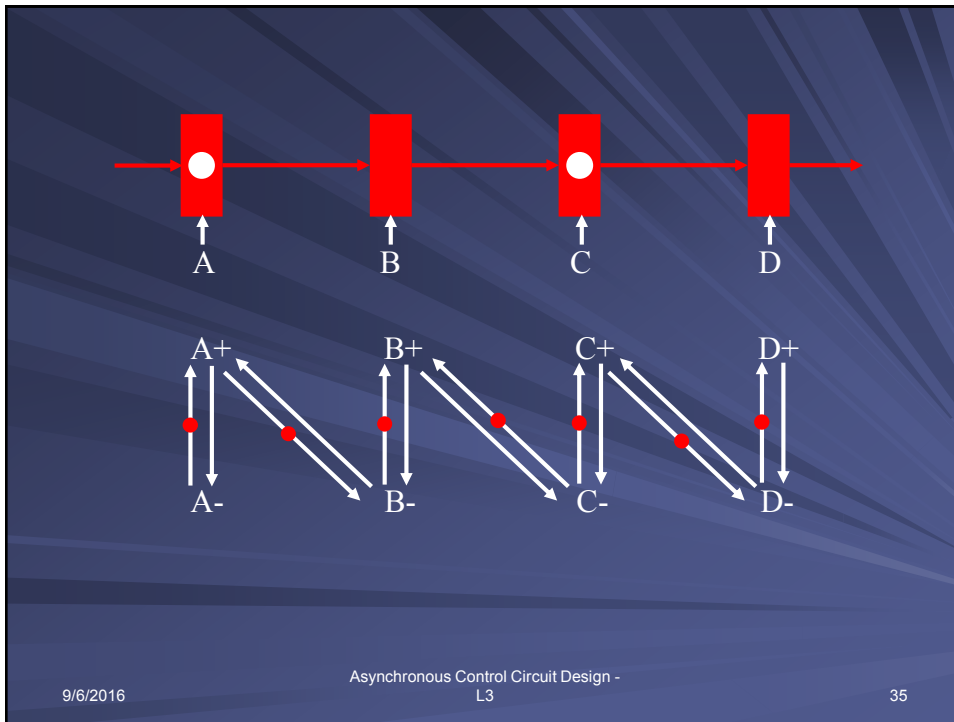 A B C D
A+ B+ C+ D+
A- B- C- D-
9/6/2016
Asynchronous Control Circuit Design -
L3
35